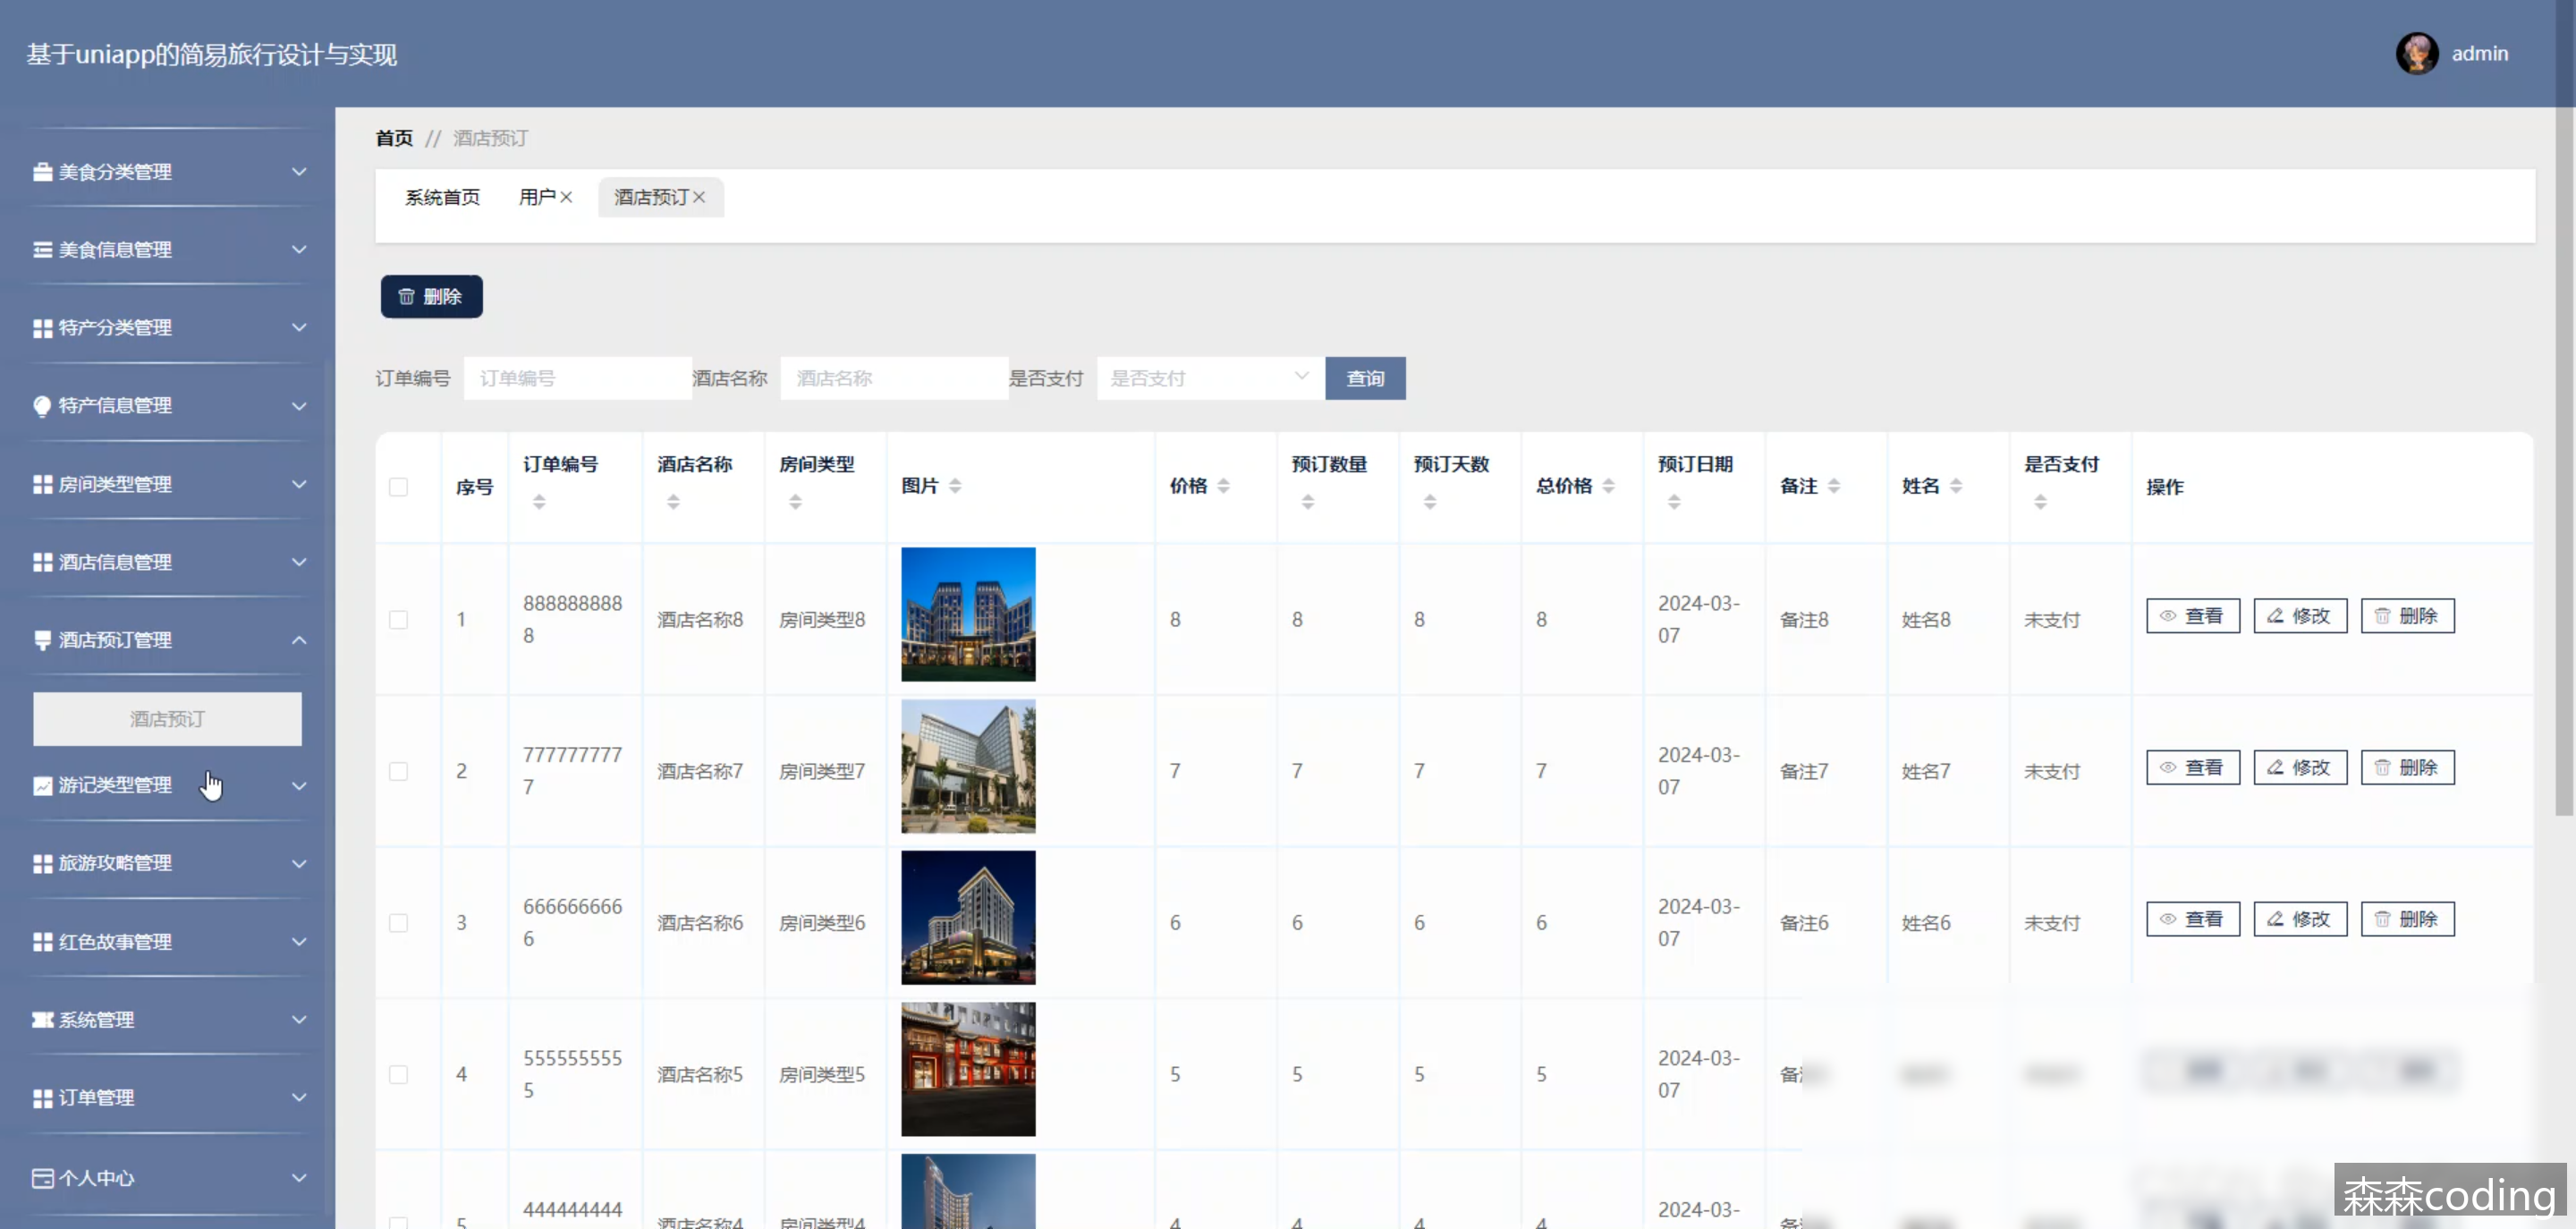 基于uniapp的简易旅行设计与实现
admin
美食分类管理
美食信息管理
特产分类管理
特产信息管理
房间类型管理
酒店信息管理
酒店预订管理
酒店预订
游记类型管理
旅游攻略管理
红色故事管理
系统管理
订单管理
个人中心
首页 // 酒店预订
系统首页 用户 酒店预订
删除
订单编号 订单编号 酒店名称 酒店名称 是否支付 是否支付 查询
序号 订单编号 酒店名称 房间类型 图片 价格 预订数量 预订天数 总价格 预订日期 备注 姓名 是否支付 操作
1 888888888 酒店名称8 房间类型8 8 8 8 8 2024-03- 备注8 姓名8 未支付 查看 修改 删除
8 07
2 777777777 酒店名称7 房间类型7 7 7 7 7 2024-03- 备注7 姓名7 未支付 查看 修改 删除
7 07
3 666666666 酒店名称6 房间类型6 6 6 6 6 2024-03- 备注6 姓名6 未支付 查看 修改 删除
6 07
4 555555555 酒店名称5 房间类型5 5 5 5 5 2024-03- 备
5 07
5 444444444 酒店名称4 房间类型4 4 4 4 4 2024-03- 备
森森coding